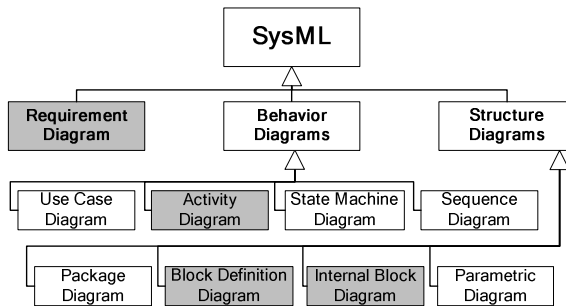 SysML
Requirement
Diagram
Behavior
Diagrams
Structure
Diagrams
Use Case
Diagram
Activity
Diagram
State Machine
Diagram
Sequence
Diagram
Package
Diagram
Block Definition
Diagram
Internal Block
Diagram
Parametric
Diagram